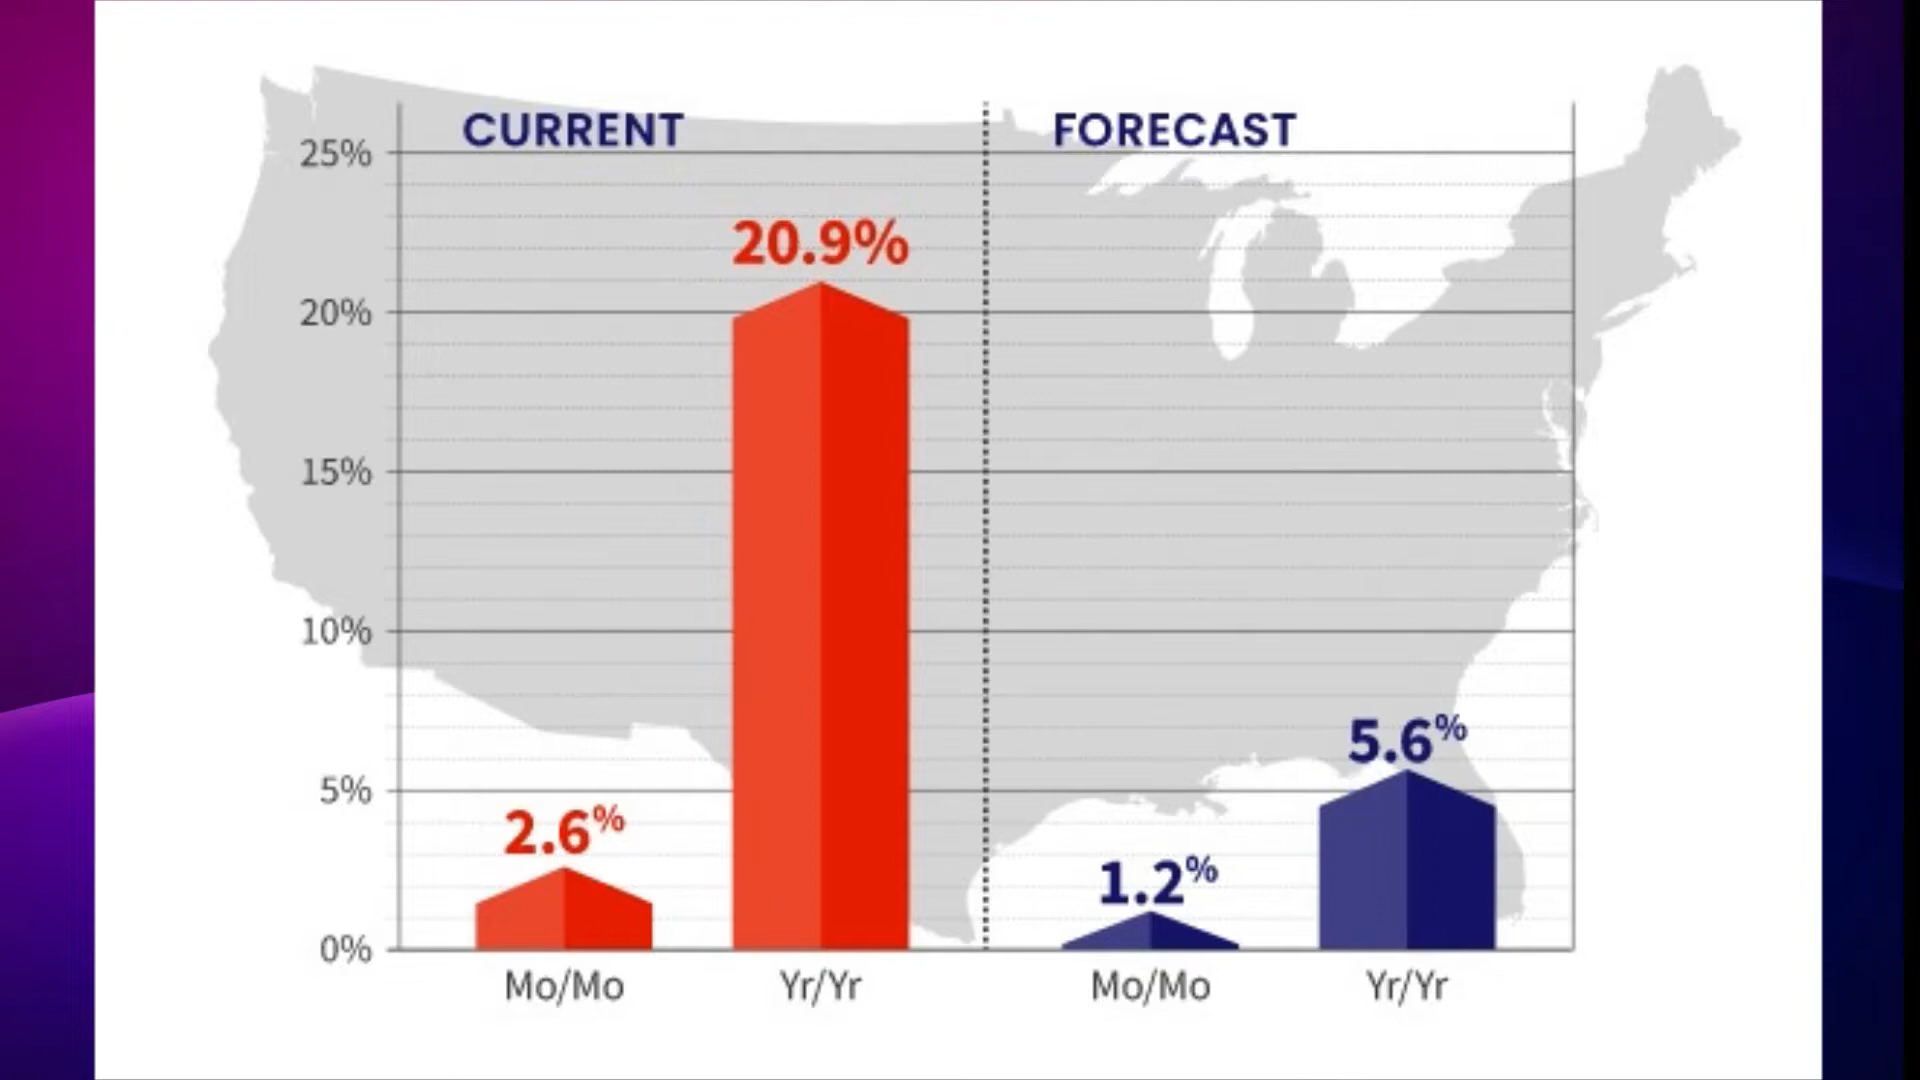 CURRENT
FORECAST
25%
20.9%
20%
15%
10%
5.6%
5%
2.6%
1.2%
0%
Mo/Mo
Yr/Yr
Mo/Mo
Yr/Yr